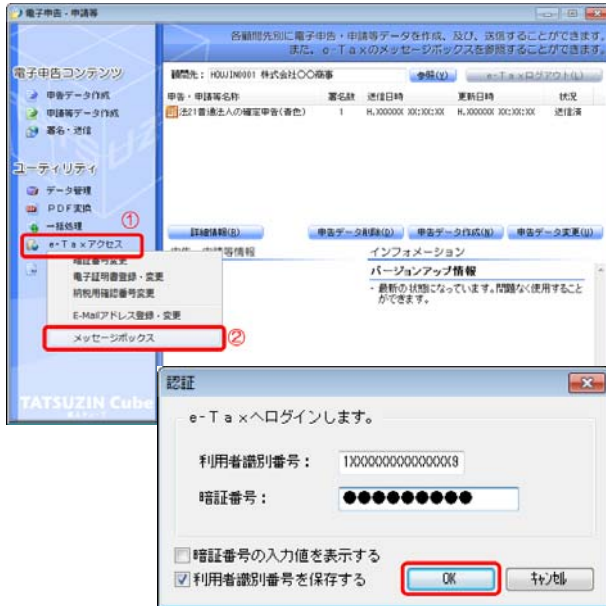 電子申告・申請等
各顧問先別に電子申告・申請等データを作成、及び、送信することができます。
また、e-Taxのメッセージボックスを参照することができます。
電子申告コンテンツ
申告データ作成
申請等データ作成
署名・送信
ユーティリティ
データ管理
PDF変換
一括処理
e-Taxアクセス
①
暗証番号変更
電子証明書登録・変更
納税用確認番号変更
E-Mailアドレス登録・変更
メッセージボックス
②
TATSUZIN Cube
顧問先： HOUJIN0001 株式会社〇〇商事
参照(V)
e-Taxログアウト(L)
申告・申請等名称 署名数 送信日時 更新日時 状況
法21普通法人の確定申告(青色) 1 H.XXXXXX XX:XX:XX H.XXXXXX XX:XX:XX 送信済
詳細情報(R)
申告データ削除(D)
申告データ作成(N)
申告データ変更(U)
申告・申請等情報
インフォメーション
バージョンアップ情報
・最新の状態になっています。問題なく使用すること
ができます。
認証
e-Taxへログインします。
利用者識別番号： 1XXXXXXXXXXXXXX9
暗証番号： ●●●●●●●●●
暗証番号の入力値を表示する
利用者識別番号を保存する
OK
キャンセル